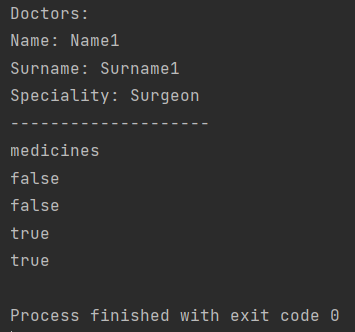 Doctors:
Name: Name1
Surname: Surname1
Speciality: Surgeon
--------------------
medicines
false
false
true
true
Process finished with exit code 0